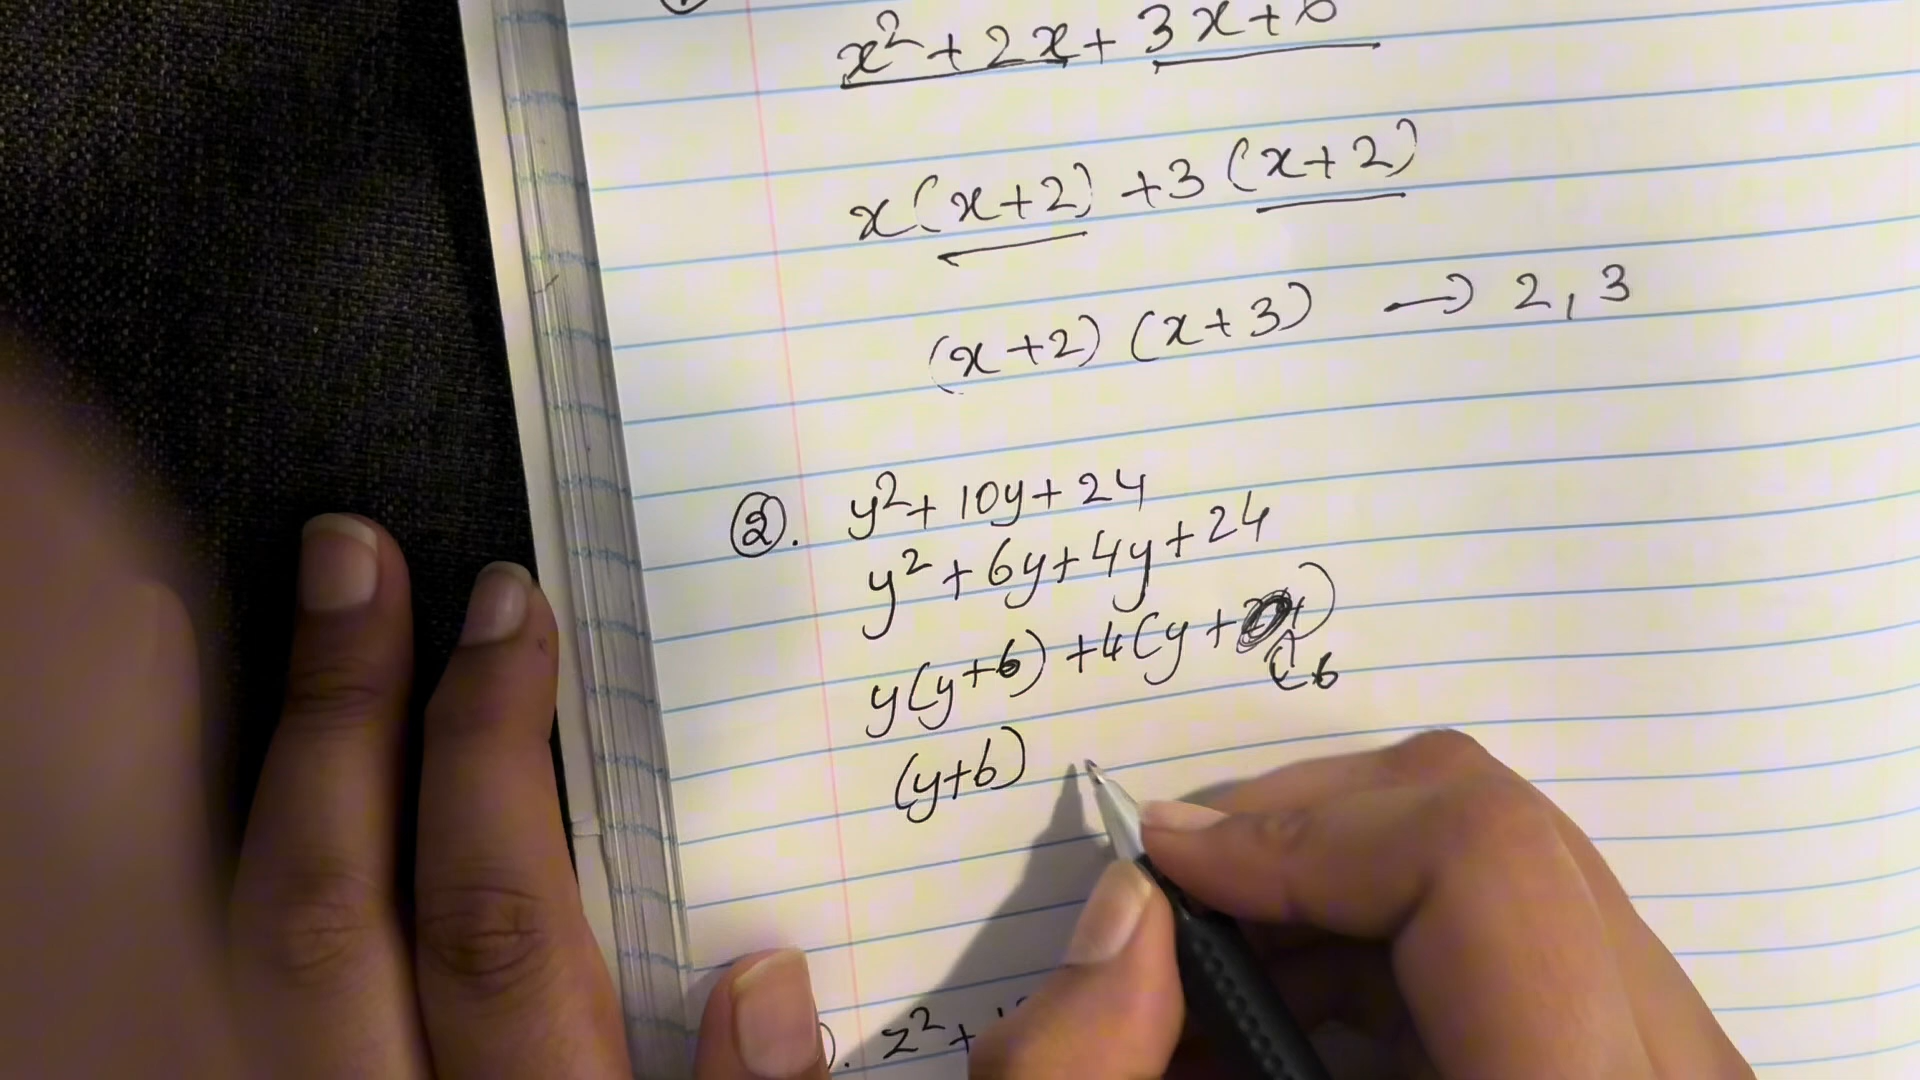 x² + 2x + 3x + 6
x(x+2) +3 (x+2)
(x+2) (x+3) → 2, 3
②. y² + 10y + 24
y² + 6y + 4y + 24
y(y+6) +4(y + 6)
(y+6)
). z² +